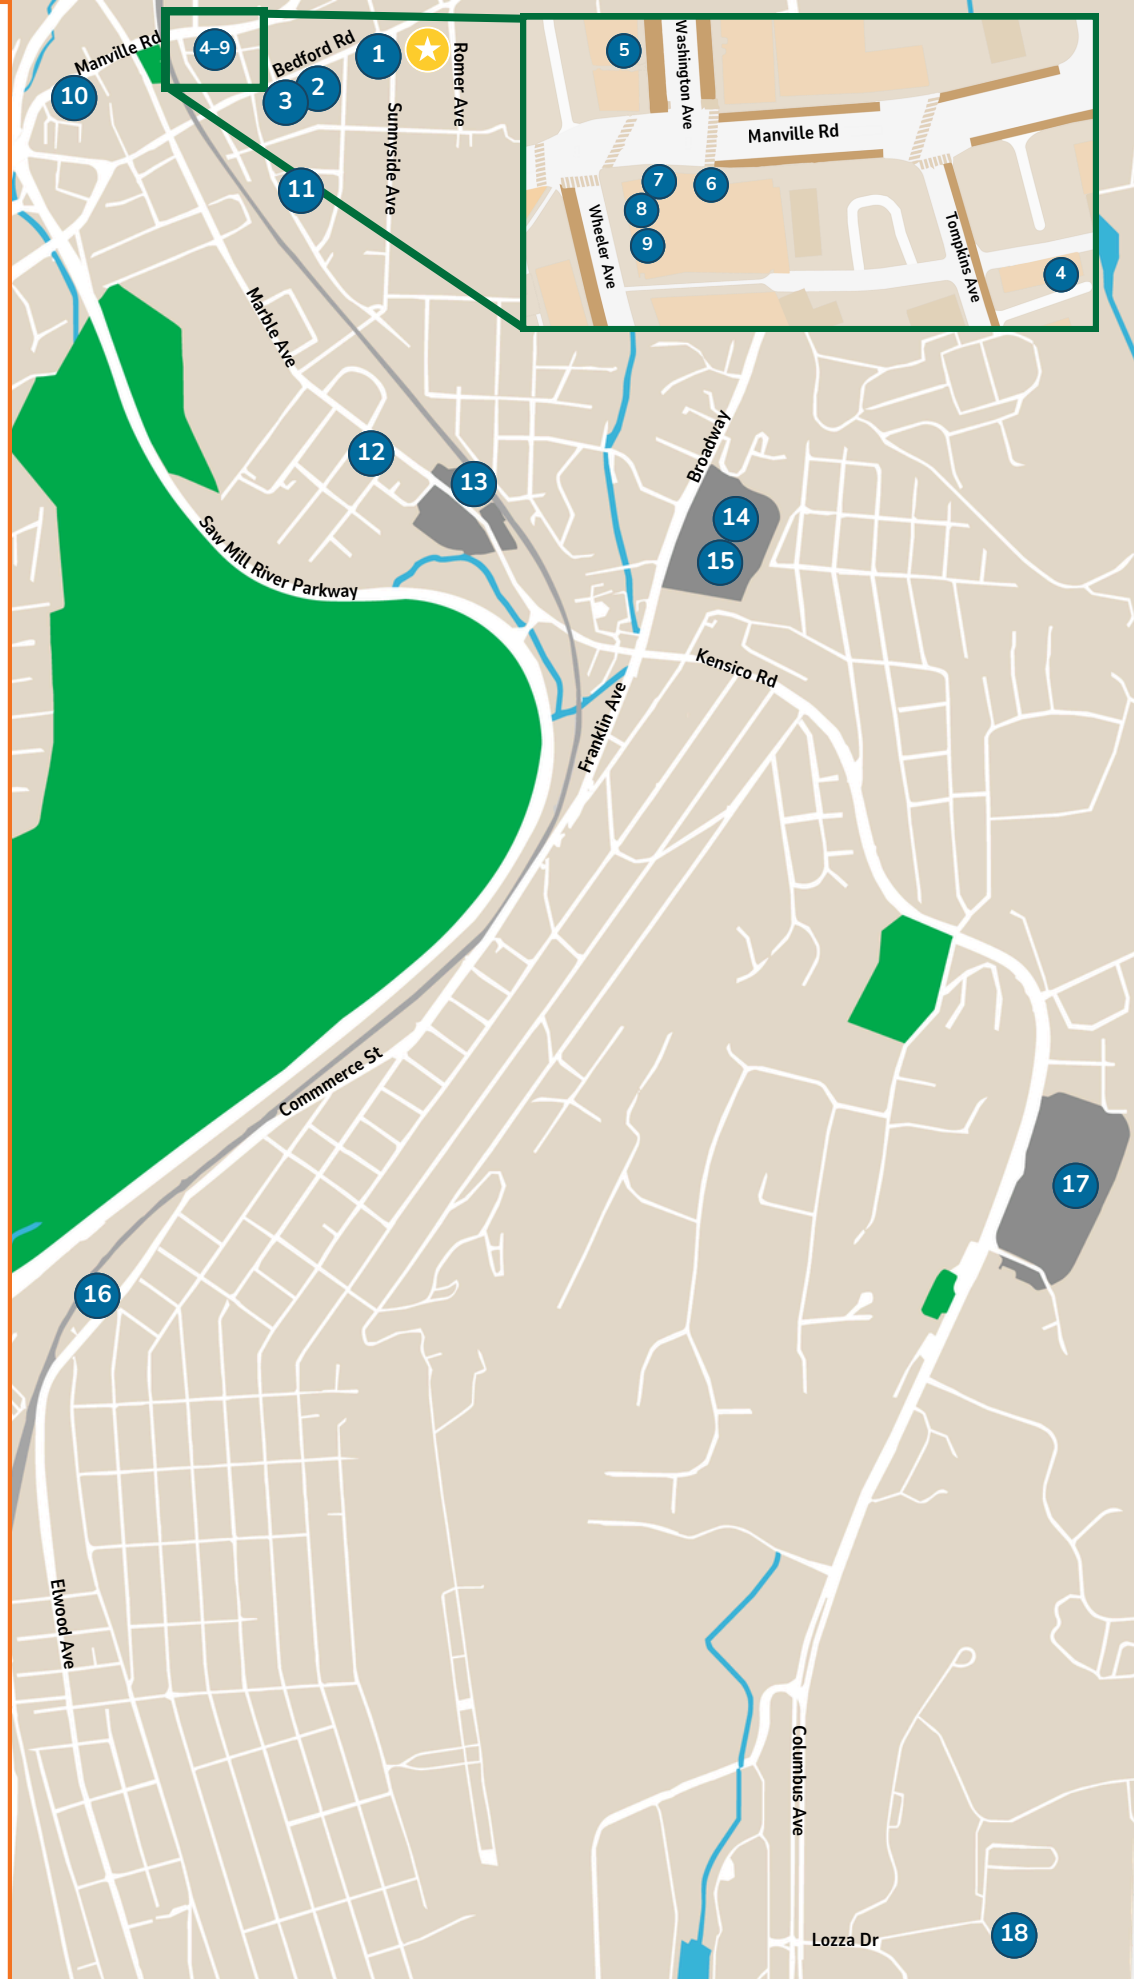 Manville Rd
4–9
Bedford Rd
1
Romer Ave
10
2
3
Sunnyside Ave
11
5
Washington Ave
Manville Rd
7
6
8
9
Wheeler Ave
Tompkins Ave
4
Marble Ave
12
13
Broadway
14
15
Saw Mill River Parkway
Kensico Rd
Franklin Ave
Commmerce St
17
16
Elwood Ave
Columbus Ave
18
Lozza Dr